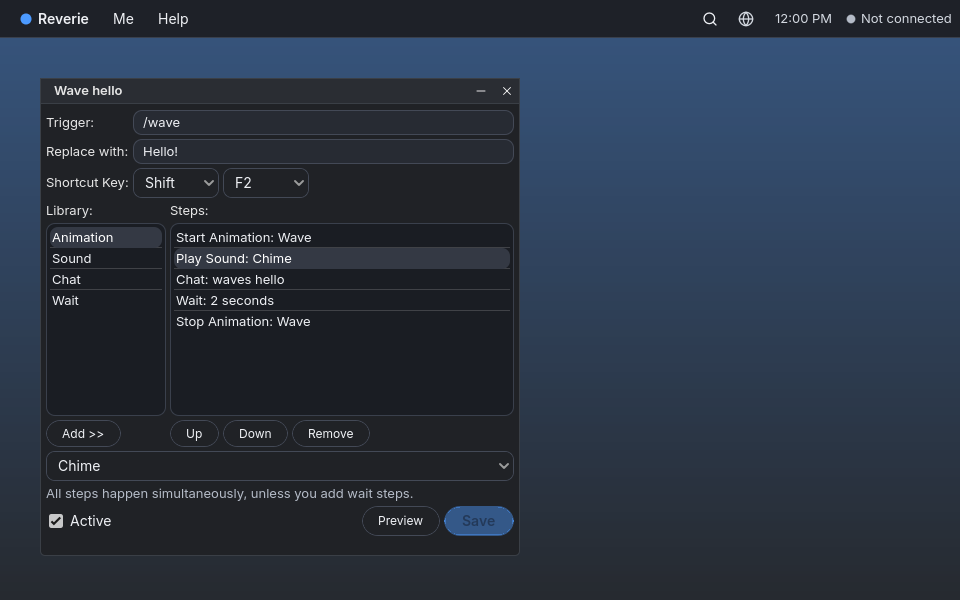 Reverie Me Help 12:00 PM Not connected
Wave hello
Trigger: /wave
Replace with: Hello!
Shortcut Key: Shift F2
Library: Steps:
Animation
Sound
Chat
Wait
Start Animation: Wave
Play Sound: Chime
Chat: waves hello
Wait: 2 seconds
Stop Animation: Wave
Add >> Up Down Remove
Chime
All steps happen simultaneously, unless you add wait steps.
Active Preview Save